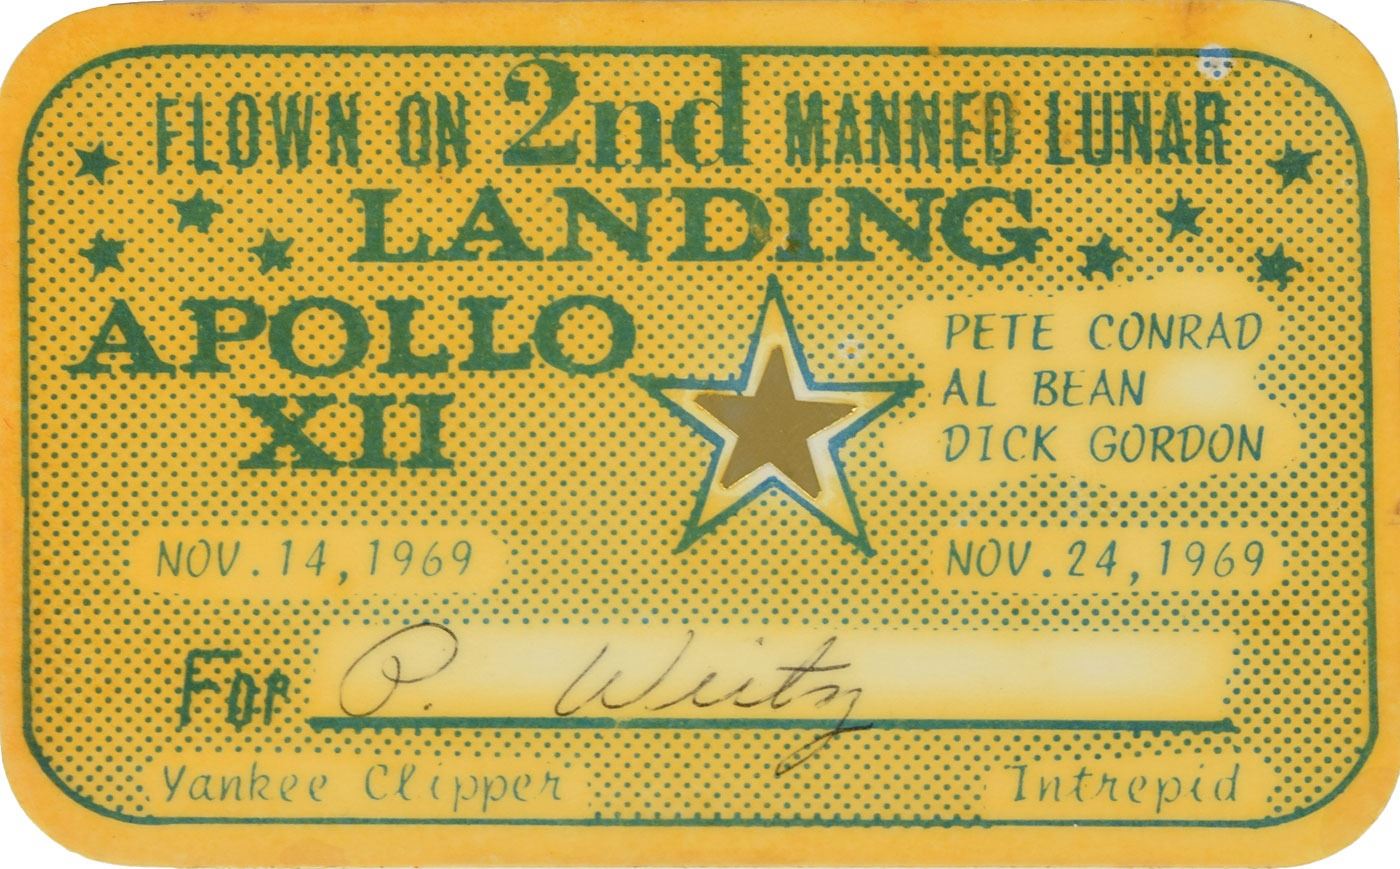 FLOWN ON 2nd MANNED LUNAR
LANDING
APOLLO
XII
PETE CONRAD
AL BEAN
DICK GORDON
NOV. 14, 1969
NOV. 24, 1969
For P. Weitz
Yankee Clipper
Intrepid